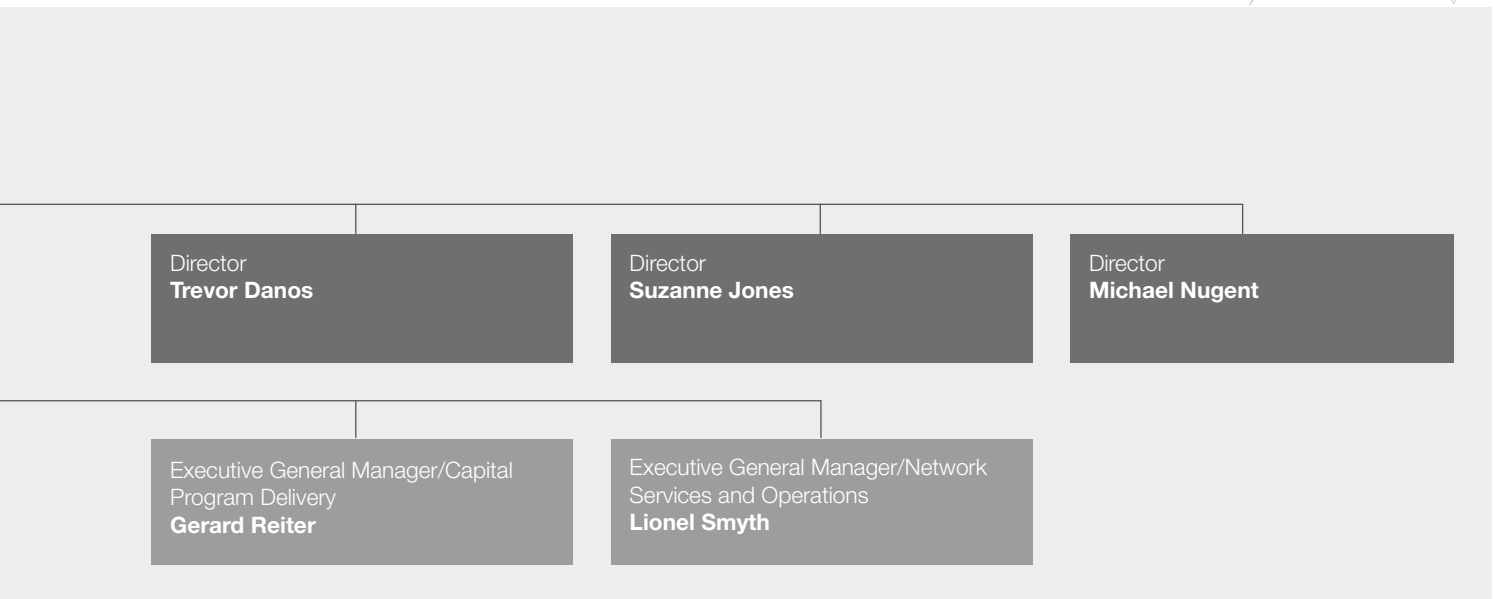 Director
Trevor Danos
Director
Suzanne Jones
Director
Michael Nugent
Executive General Manager/Capital
Program Delivery
Gerard Reiter
Executive General Manager/Network
Services and Operations
Lionel Smyth